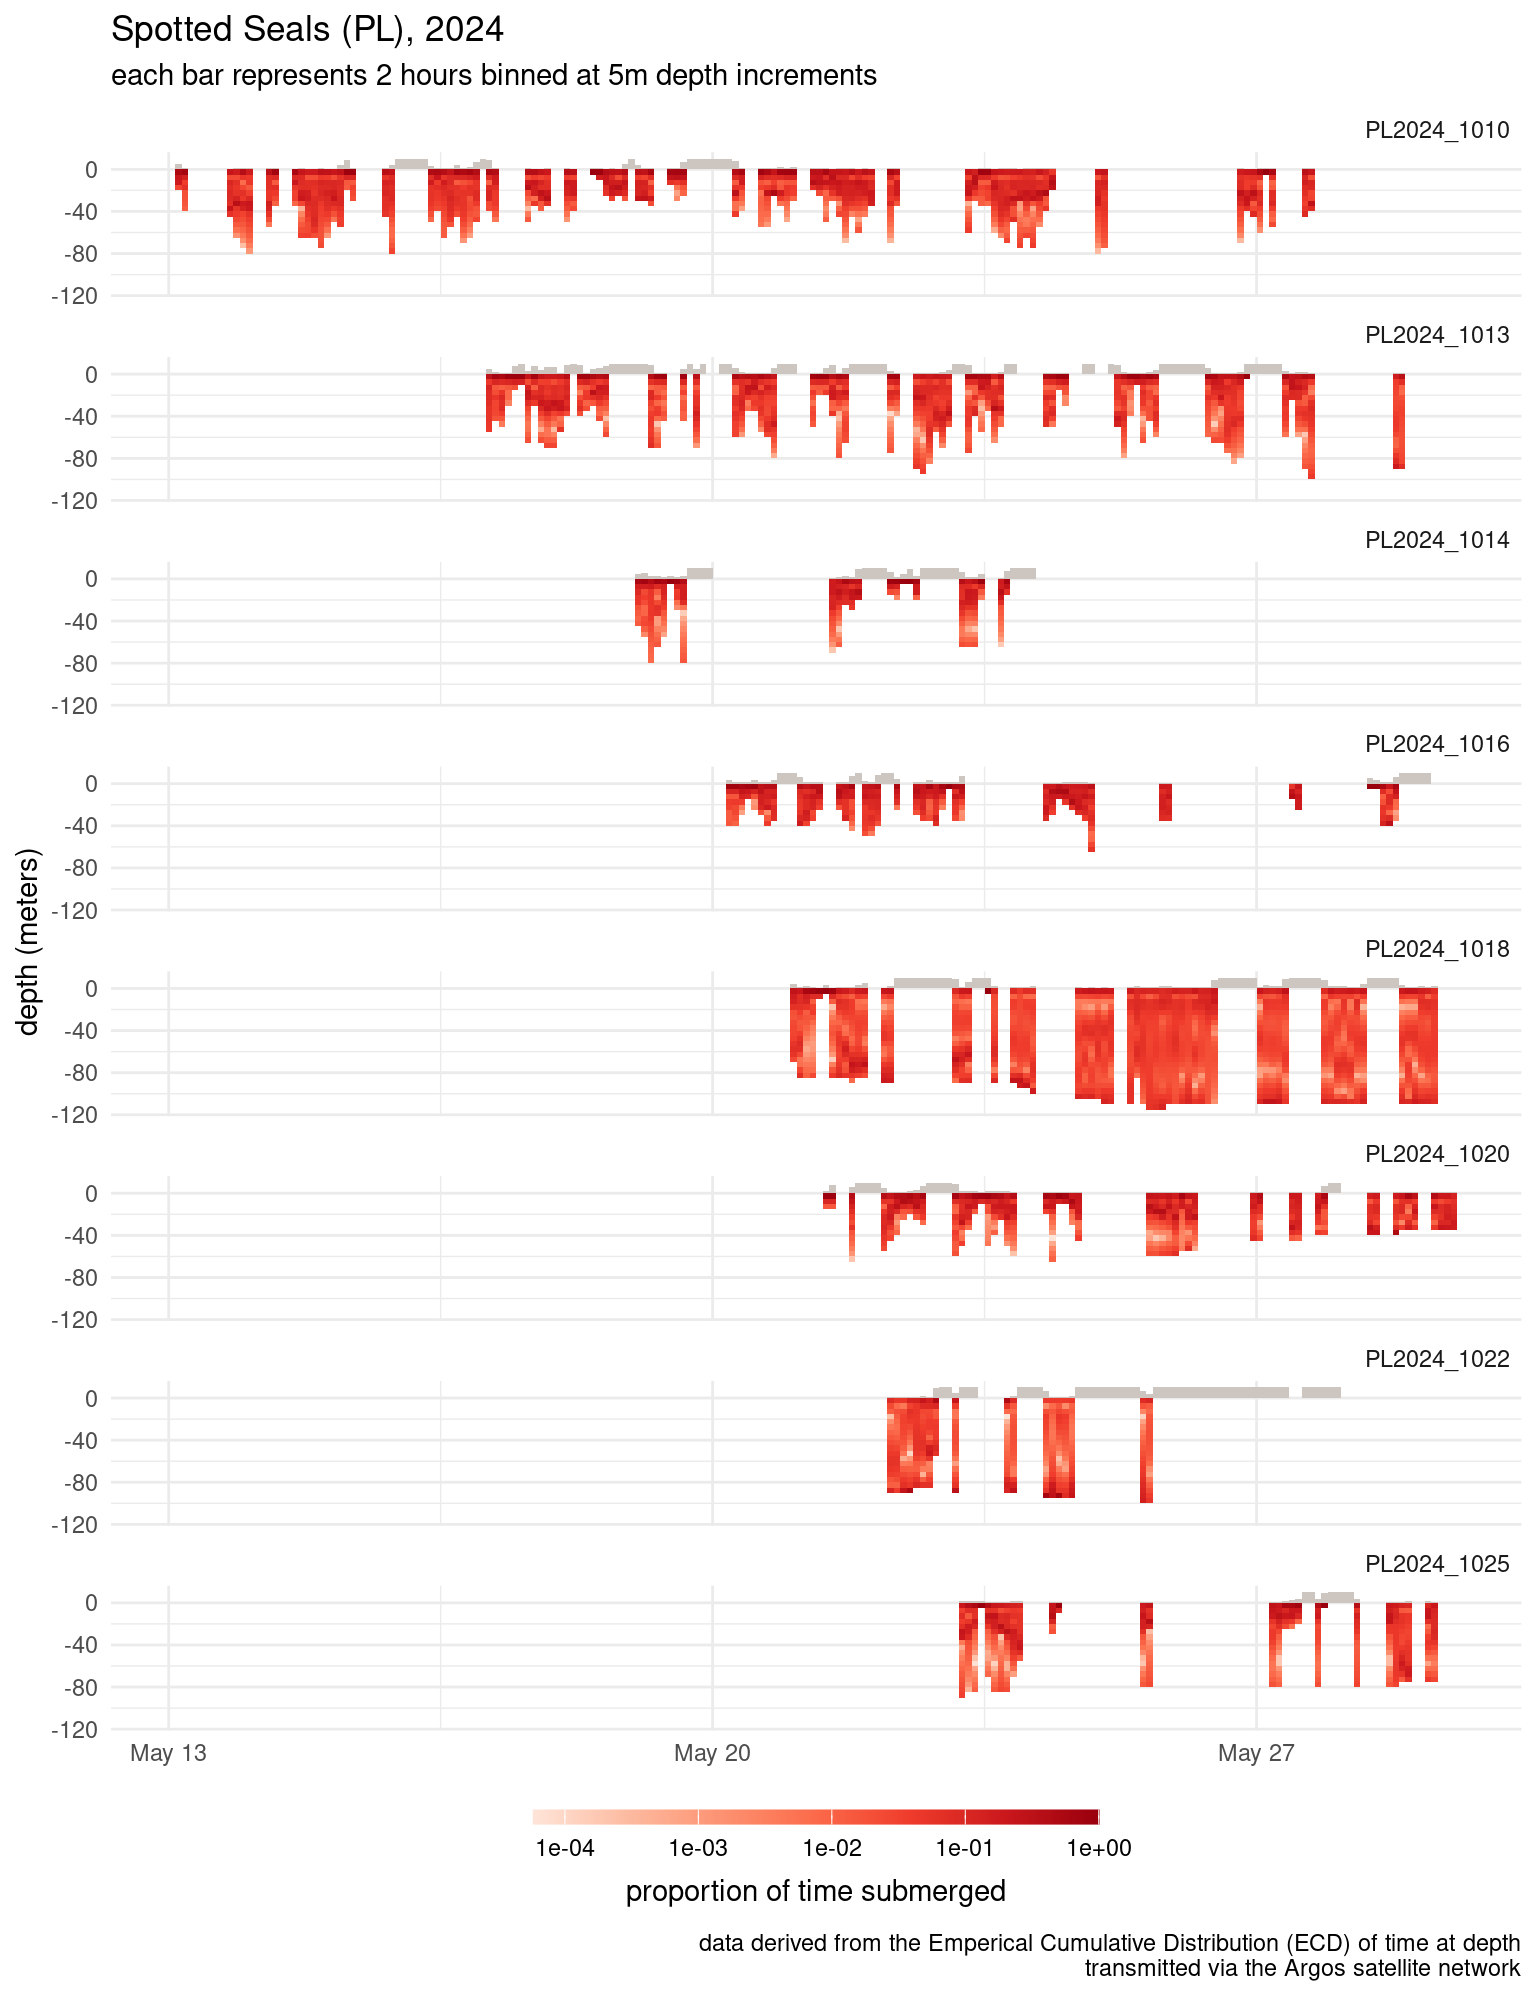 Spotted Seals (PL), 2024
each bar represents 2 hours binned at 5m depth increments
PL2024_1010
0
-40
-80
-120
PL2024_1013
0
-40
-80
-120
PL2024_1014
0
-40
-80
-120
PL2024_1016
0
-40
-80
-120
depth (meters)
PL2024_1018
0
-40
-80
-120
PL2024_1020
0
-40
-80
-120
PL2024_1022
0
-40
-80
-120
PL2024_1025
0
-40
-80
-120
May 13 May 20 May 27
1e-04 1e-03 1e-02 1e-01 1e+00
proportion of time submerged
data derived from the Emperical Cumulative Distribution (ECD) of time at depth
transmitted via the Argos satellite network